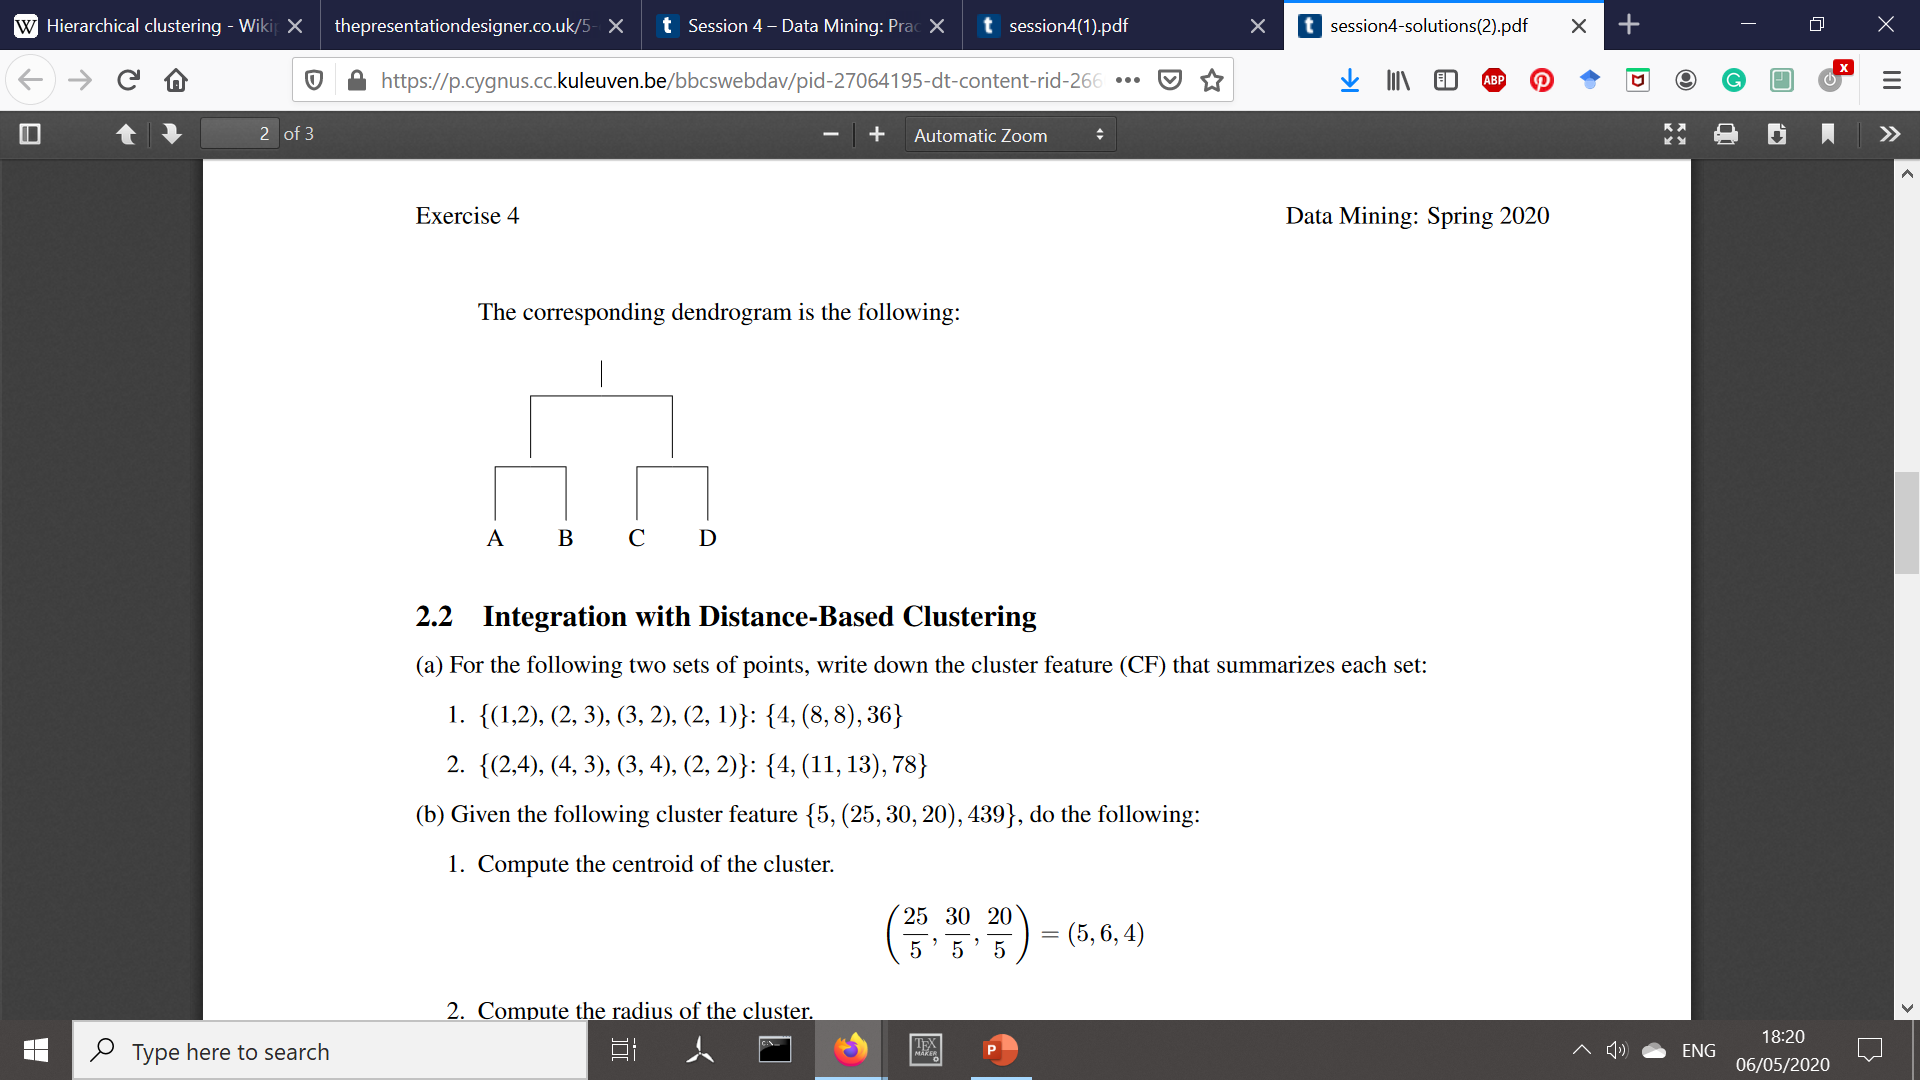 Hierarchical clustering - Wiki
thepresentationdesigner.co.uk/5-
Session 4 – Data Mining: Prac
session4(1).pdf
session4-solutions(2).pdf
https://p.cygnus.cc.kuleuven.be/bbcswebdav/pid-27064195-dt-content-rid-266
ABP
x
2 of 3
Automatic Zoom
Exercise 4
Data Mining: Spring 2020
The corresponding dendrogram is the following:
A B C D
2.2 Integration with Distance-Based Clustering
(a) For the following two sets of points, write down the cluster feature (CF) that summarizes each set:
1. {(1,2), (2, 3), (3, 2), (2, 1)}: {4, (8, 8), 36}
2. {(2,4), (4, 3), (3, 4), (2, 2)}: {4, (11, 13), 78}
(b) Given the following cluster feature {5, (25, 30, 20), 439}, do the following:
1. Compute the centroid of the cluster.
(25/5, 30/5, 20/5) = (5, 6, 4)
2. Compute the radius of the cluster.
Type here to search
TEX
MAKER
P
ENG
18:20
06/05/2020